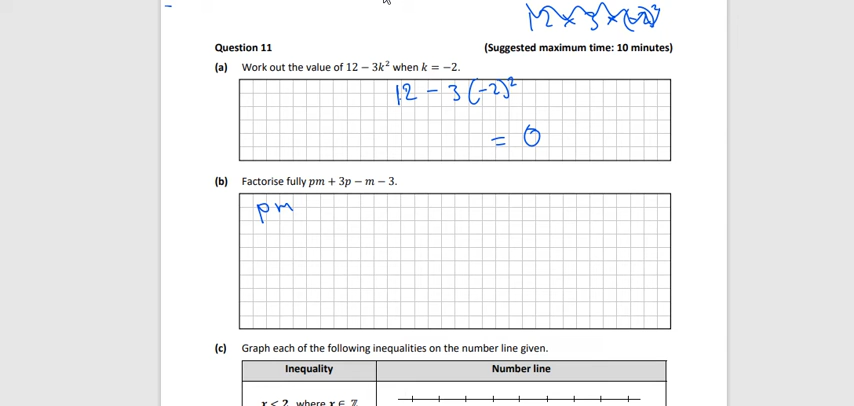 12 × 3 × (-2)²
Question 11 (Suggested maximum time: 10 minutes)
(a) Work out the value of 12 − 3k² when k = −2.
12 − 3(-2)²
= 0
(b) Factorise fully pm + 3p − m − 3.
pm
(c) Graph each of the following inequalities on the number line given.
Inequality Number line
x < 2, where x ∈ ℤ